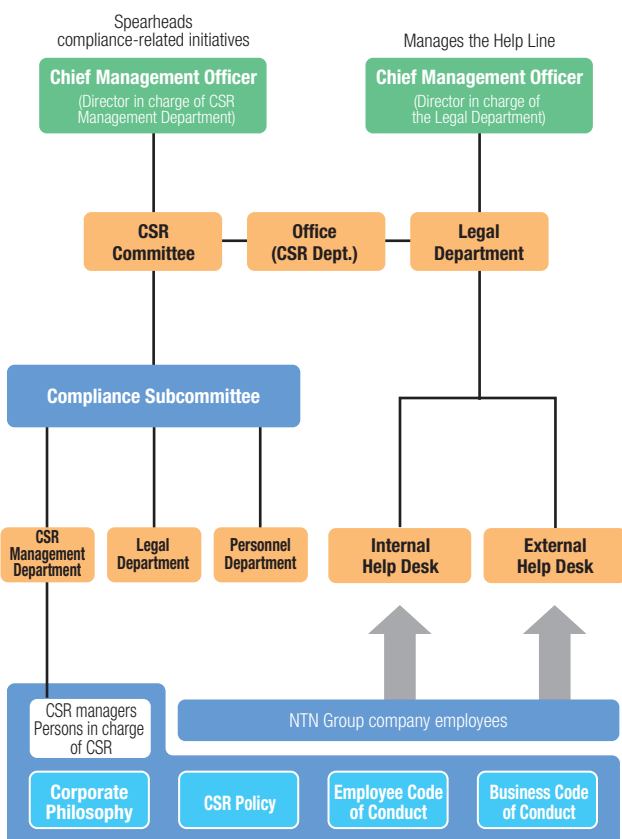 Spearheads
compliance-related initiatives
Chief Management Officer
(Director in charge of CSR
Management Department)
Manages the Help Line
Chief Management Officer
(Director in charge of
the Legal Department)
CSR
Committee
Office
(CSR Dept.)
Legal
Department
Compliance Subcommittee
CSR
Management
Department
Legal
Department
Personnel
Department
Internal
Help Desk
External
Help Desk
CSR managers
Persons in charge
of CSR
NTN Group company employees
Corporate
Philosophy
CSR Policy
Employee Code
of Conduct
Business Code
of Conduct